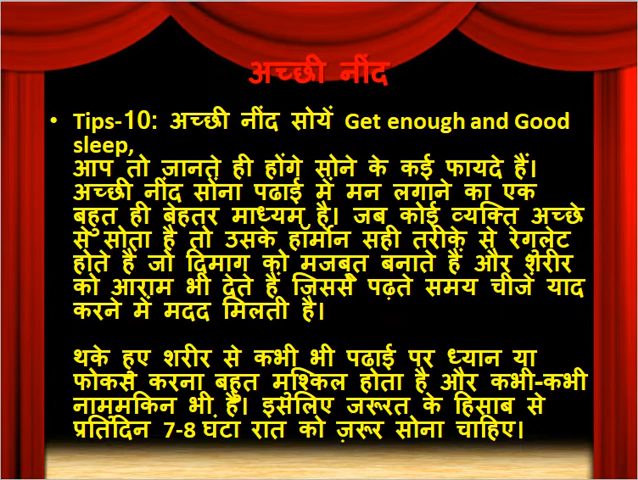 अच्छी नींद
• Tips-10: अच्छी नींद सोयें Get enough and Good
sleep,
आप तो जानते ही होंगे सोने के कई फायदे हैं।
अच्छी नींद सोना पढाई में मन लगाने का एक
बहुत ही बेहतर माध्यम् है। जब कोई व्यक्ति अच्छे
से सोता है तो उसके हार्मोन सही तरीके से रेगुलेट
होते हैं जो दिमाग को मजबूत बनाते हैं और शरीर
को आराम भी देते हैं जिससे पढ़ते समय चीजें याद
करने में मदद मिलती है।
थके हुए शरीर से कभी भी पढाई पर ध्यान या
फोकस करना बहुत मुश्किल होता है और कभी-कभी
नामुमकिन भी है। इसलिए जरूरत के हिसाब से
प्रतिदिन 7-8 घंटा रात को ज़रूर सोना चाहिए।